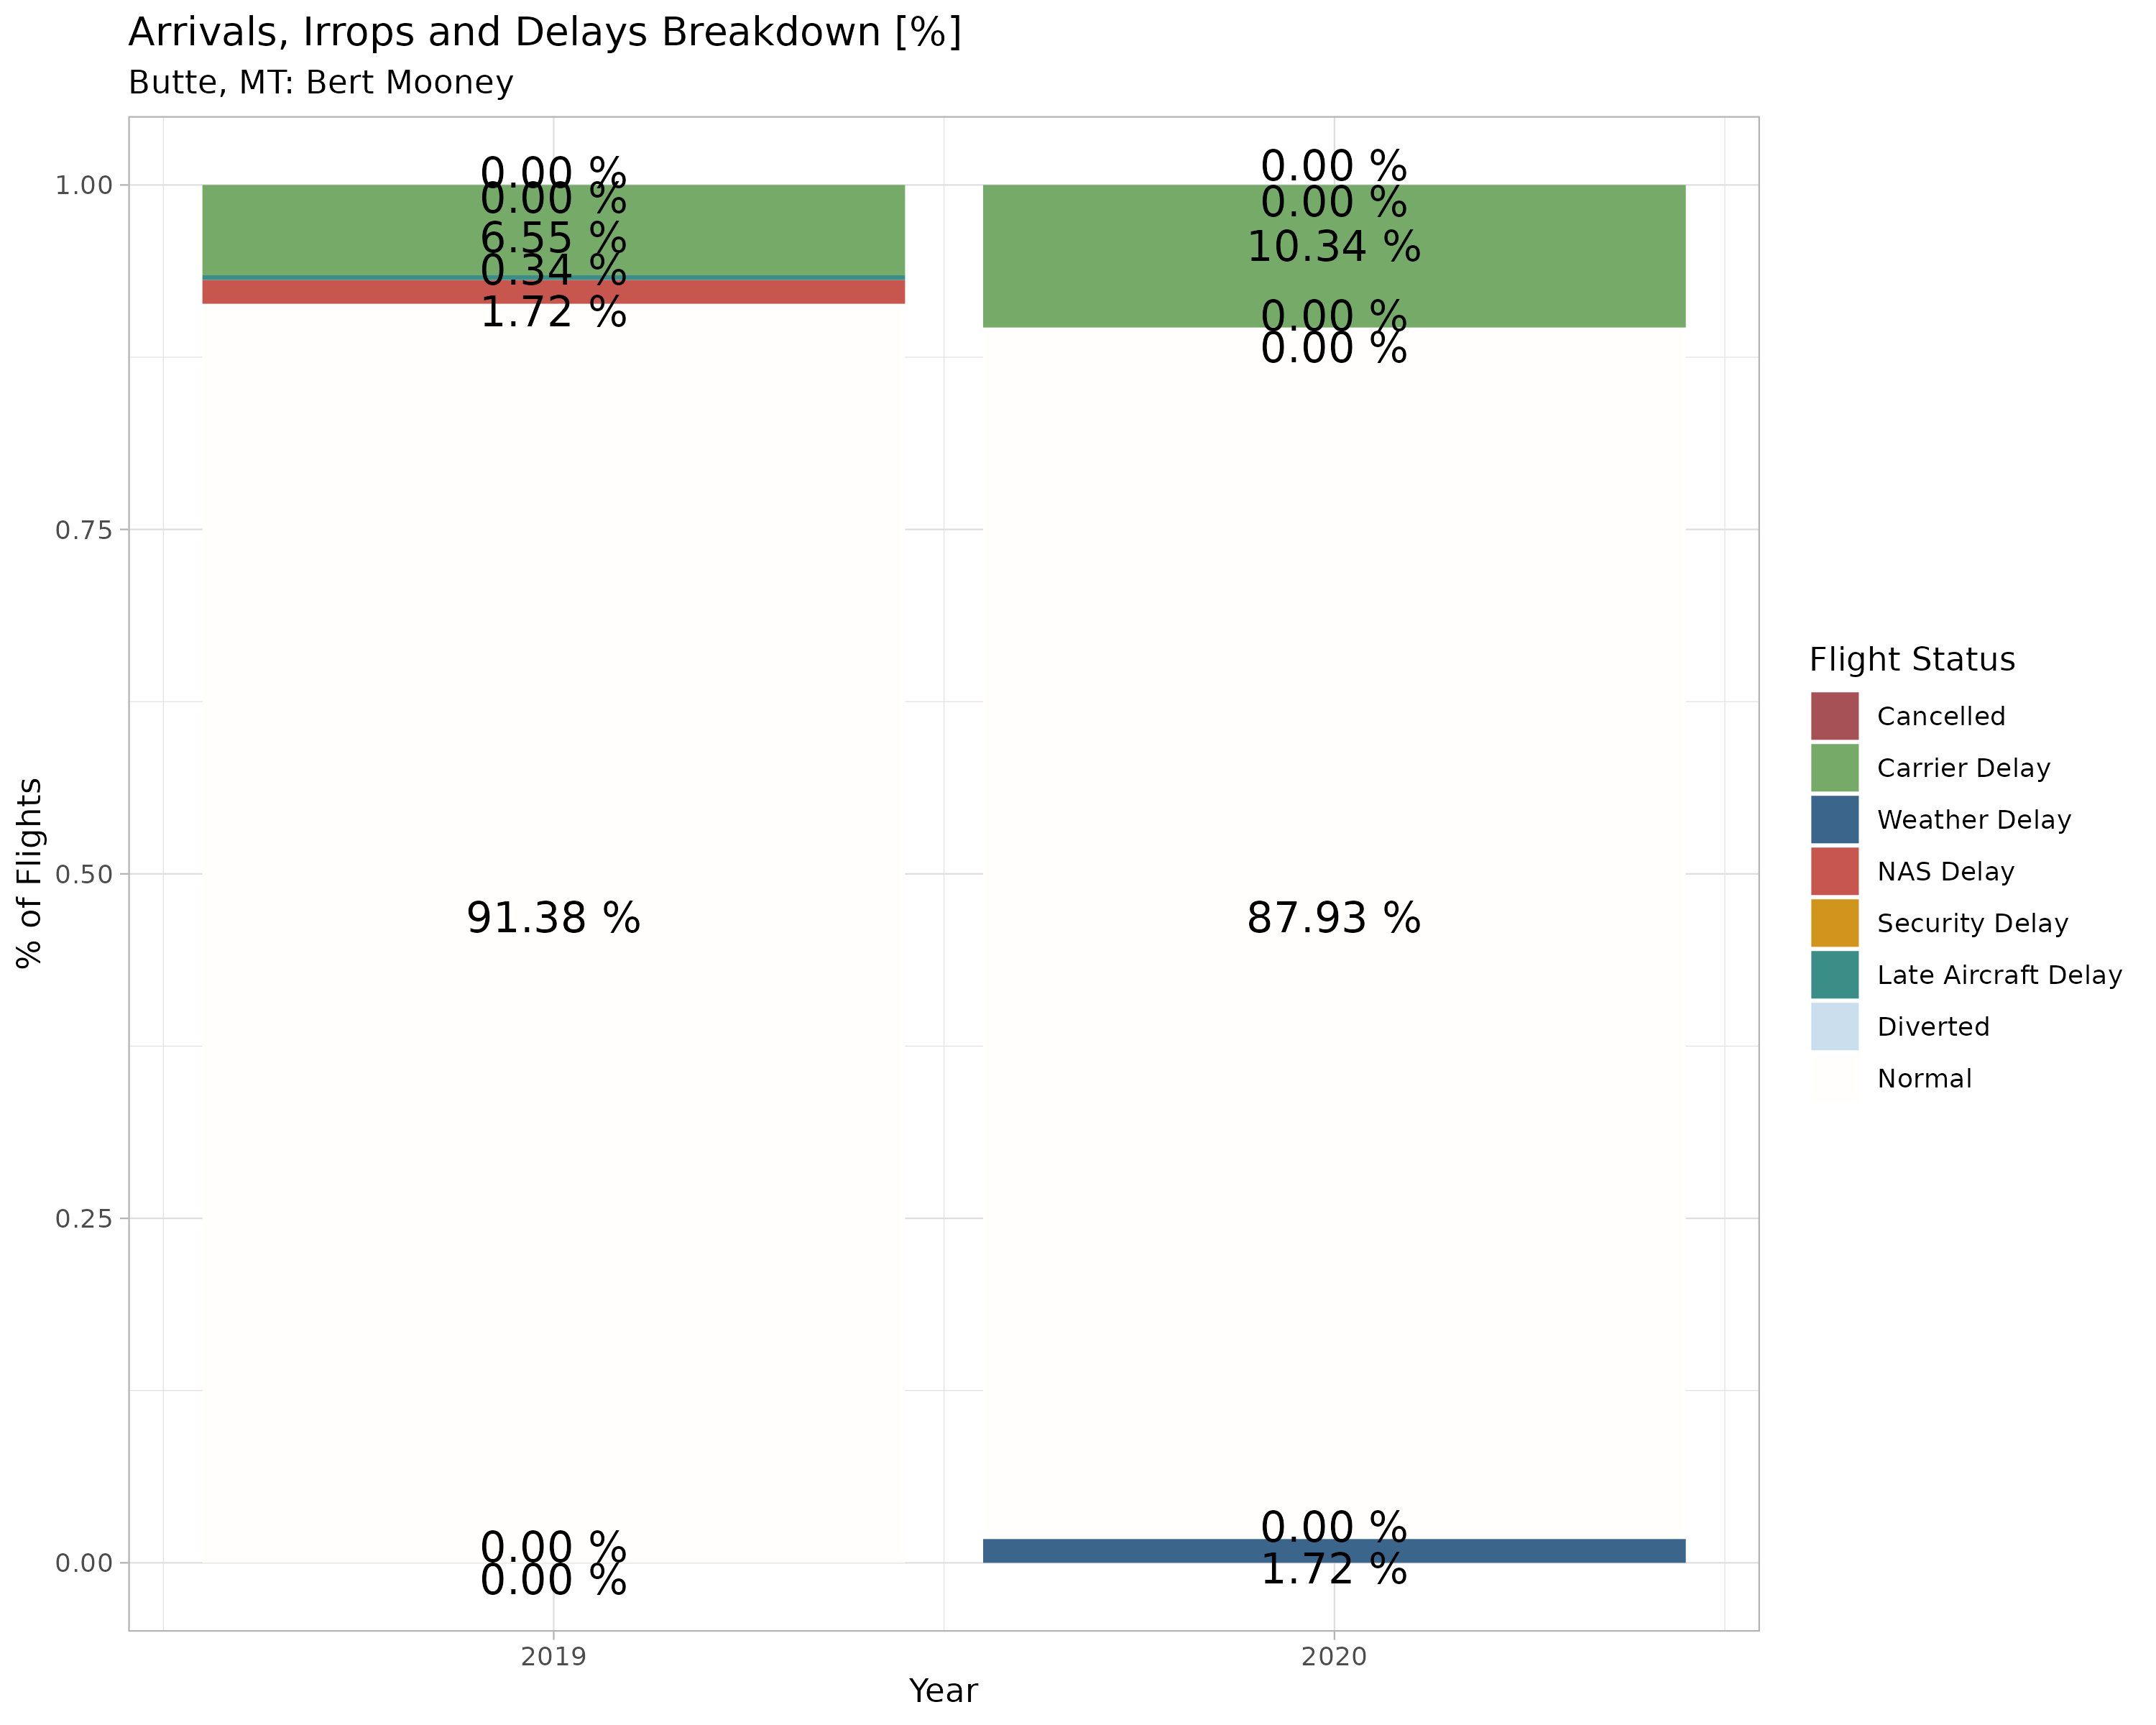 Arrivals, Irrops and Delays Breakdown [%]
Butte, MT: Bert Mooney
% of Flights
1.00
0.75
0.50
0.25
0.00
0.00 %
0.00 %
6.55 %
0.34 %
1.72 %
91.38 %
0.00 %
0.00 %
0.00 %
0.00 %
10.34 %
0.00 %
0.00 %
87.93 %
0.00 %
1.72 %
2019
2020
Year
Flight Status
Cancelled
Carrier Delay
Weather Delay
NAS Delay
Security Delay
Late Aircraft Delay
Diverted
Normal